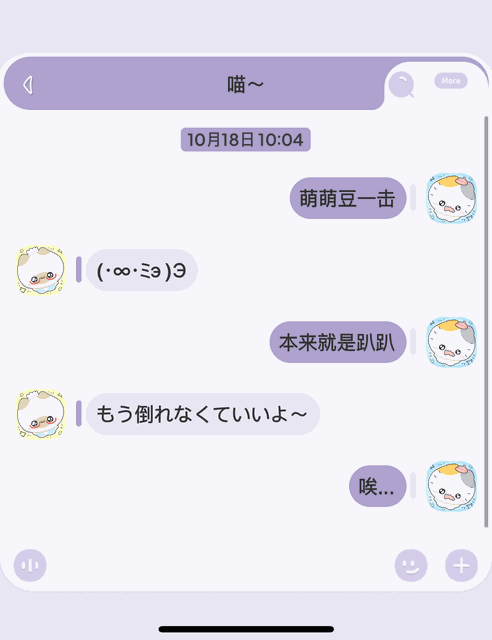 喵～
More
10月18日 10:04
萌萌豆一击
(･∞･ミэ)Э
本来就是趴趴
もう倒れなくていいよ～
唉...